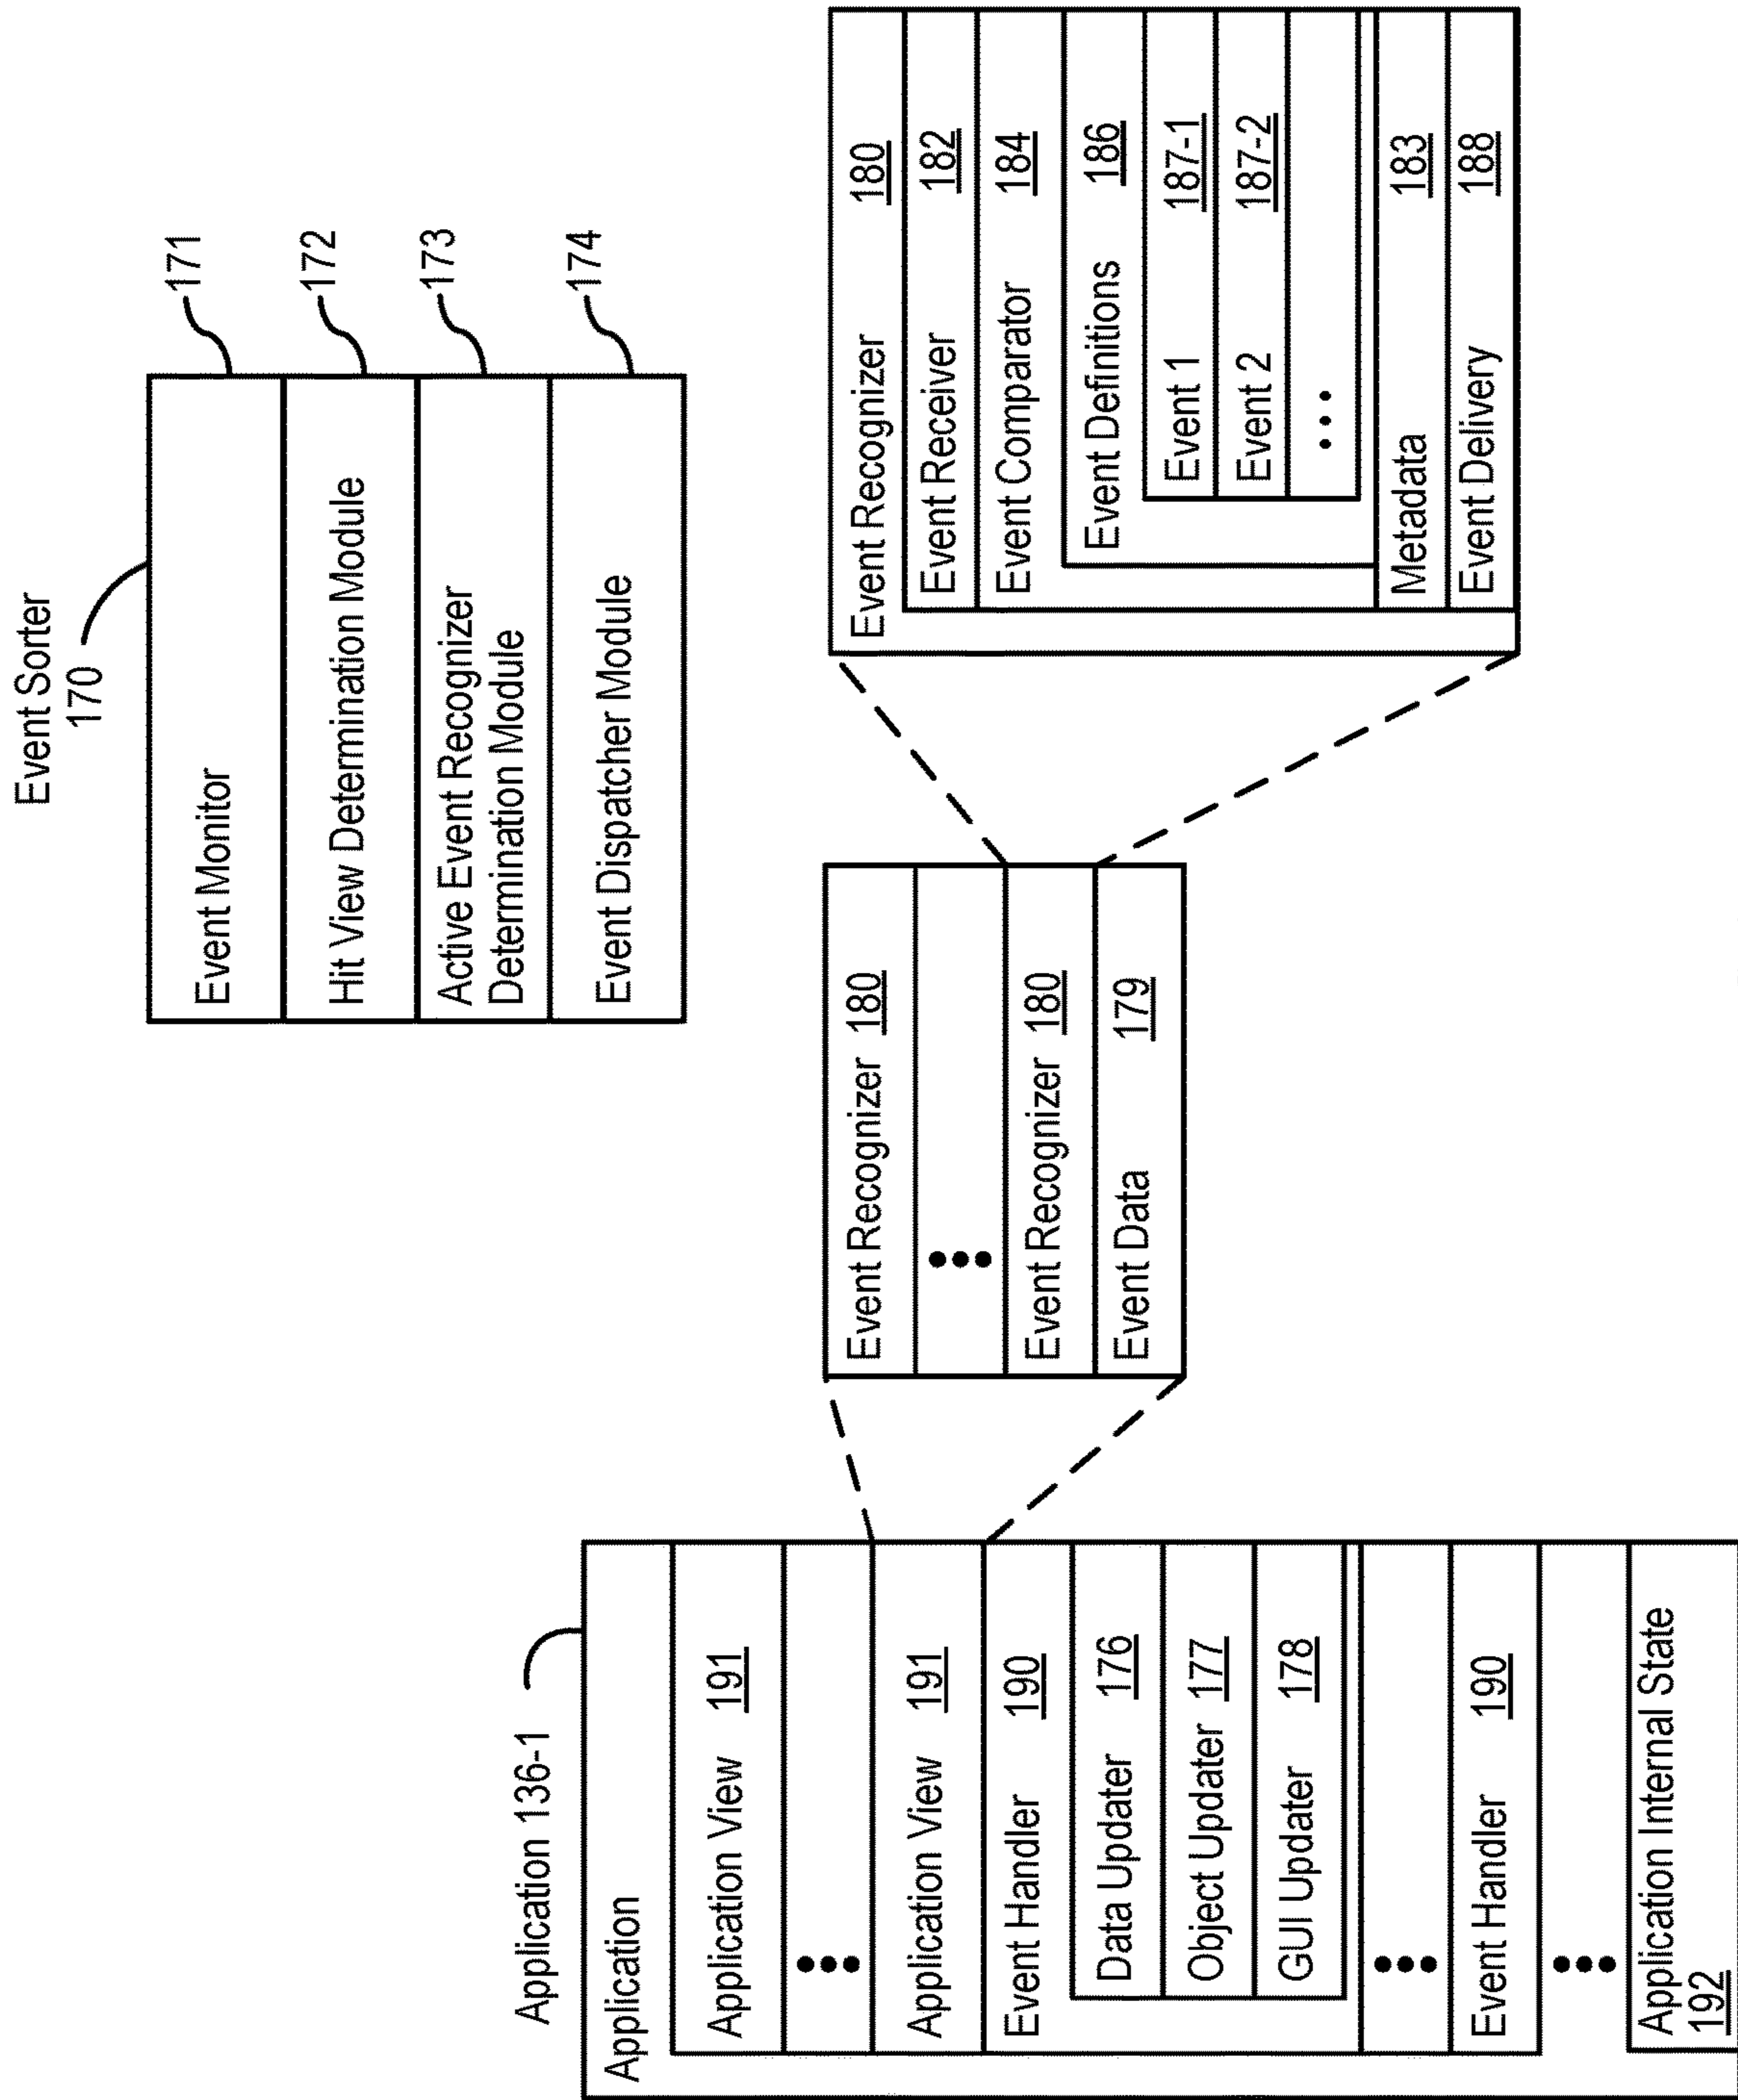 Event Sorter
170
Event Monitor
171
Hit View Determination Module
172
Active Event Recognizer
Determination Module
173
Event Dispatcher Module
174
Application 136-1
Application
Application View 191
•••
Application View 191
Event Handler 190
Data Updater 176
Object Updater 177
GUI Updater 178
•••
Event Handler 190
•••
Application Internal State
192
Event Recognizer 180
•••
Event Recognizer 180
Event Data 179
Event Recognizer 180
Event Receiver 182
Event Comparator 184
Event Definitions 186
Event 1 187-1
Event 2 187-2
•••
Metadata 183
Event Delivery 188